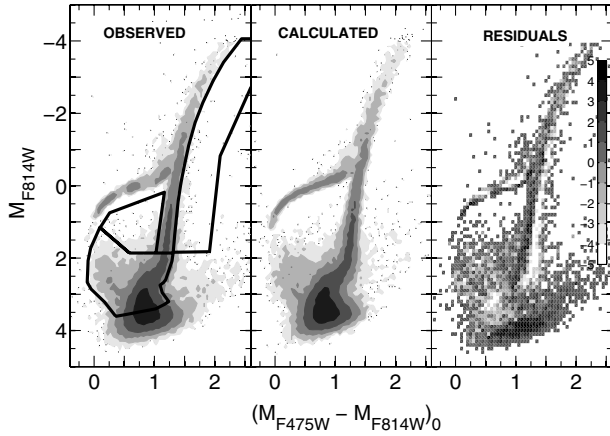 OBSERVED
CALCULATED
RESIDUALS
M_F814W
−4
−2
0
2
4
5
4
3
2
1
0
−1
−2
−3
−4
−5
0 1 2
0 1 2
0 1 2
(M_F475W − M_F814W)_0